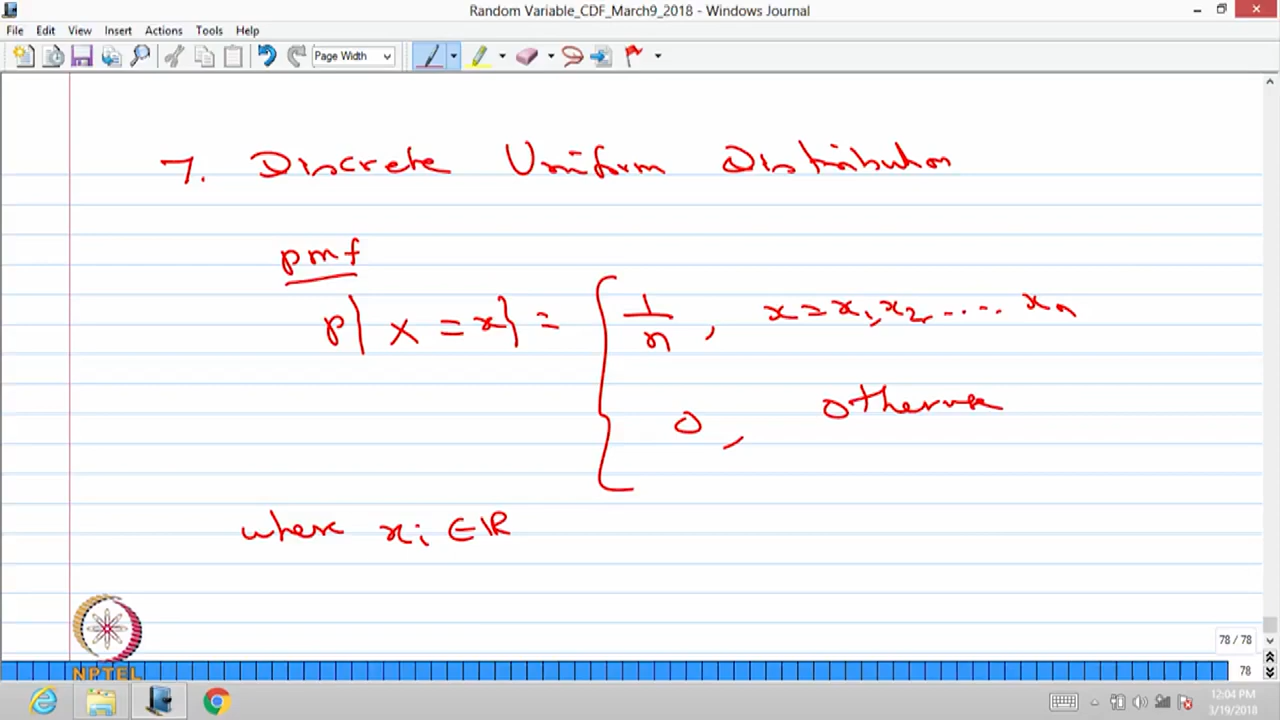 Random Variable_CDF_March9_2018 - Windows Journal
File Edit View Insert Actions Tools Help
Page Width
7. Discrete Uniform Distribution
pmf
P{ X = x} = { 1/n, x = x1, x2, .... xn
0, otherwise
where xi ∈ ℝ
78 / 78
78
NPTEL
12:04 PM
3/19/2018